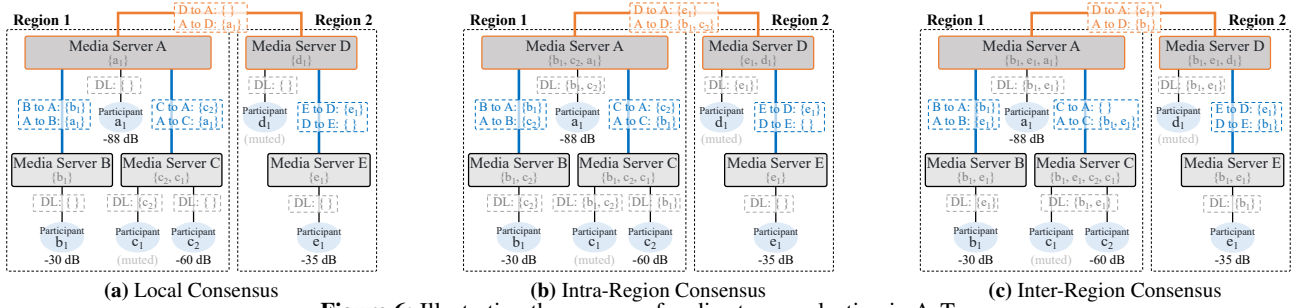 Region 1
D to A: { }
A to D: {a₁}
Region 2
Media Server A
{a₁}
Media Server D
{d₁}
DL: { }
DL: { }
B to A: {b₁}
A to B: {a₁}
Participant
a₁
-88 dB
C to A: {c₂}
A to C: {a₁}
Participant
d₁
(muted)
E to D: {e₁}
D to E: { }
Media Server B
{b₁}
Media Server C
{c₂, c₁}
Media Server E
{e₁}
DL: { }
DL: {c₂}
DL: { }
DL: { }
Participant
b₁
-30 dB
Participant
c₁
(muted)
Participant
c₂
-60 dB
Participant
e₁
-35 dB
(a) Local Consensus
Region 1
D to A: {e₁}
A to D: {b₁, c₂}
Region 2
Media Server A
{b₁, c₂, a₁}
Media Server D
{e₁, d₁}
DL: {b₁, c₂}
DL: {e₁}
B to A: {b₁}
A to B: {c₂}
Participant
a₁
-88 dB
C to A: {c₂}
A to C: {b₁}
Participant
d₁
(muted)
E to D: {e₁}
D to E: { }
Media Server B
{b₁, c₂}
Media Server C
{b₁, c₂, c₁}
Media Server E
{e₁}
DL: {c₂}
DL: {b₁, c₂}
DL: {b₁}
DL: { }
Participant
b₁
-30 dB
Participant
c₁
(muted)
Participant
c₂
-60 dB
Participant
e₁
-35 dB
(b) Intra-Region Consensus
Region 1
D to A: {e₁}
A to D: {b₁}
Region 2
Media Server A
{b₁, e₁, a₁}
Media Server D
{b₁, e₁, d₁}
DL: {b₁, e₁}
DL: {b₁, e₁}
B to A: {b₁}
A to B: {e₁}
Participant
a₁
-88 dB
C to A: { }
A to C: {b₁, e₁}
Participant
d₁
(muted)
E to D: {e₁}
D to E: {b₁}
Media Server B
{b₁, e₁}
Media Server C
{b₁, e₁, c₂, c₁}
Media Server E
{b₁, e₁}
DL: {e₁}
DL: {b₁, e₁}
DL: {b₁}
Participant
b₁
-30 dB
Participant
c₁
(muted)
Participant
c₂
-60 dB
Participant
e₁
-35 dB
(c) Inter-Region Consensus